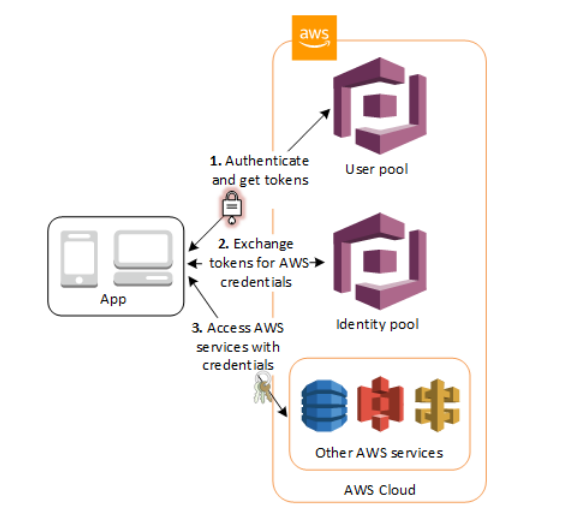 aws
1. Authenticate
and get tokens
User pool
2. Exchange
tokens for AWS
credentials
App
Identity pool
3. Access AWS
services with
credentials
Other AWS services
AWS Cloud